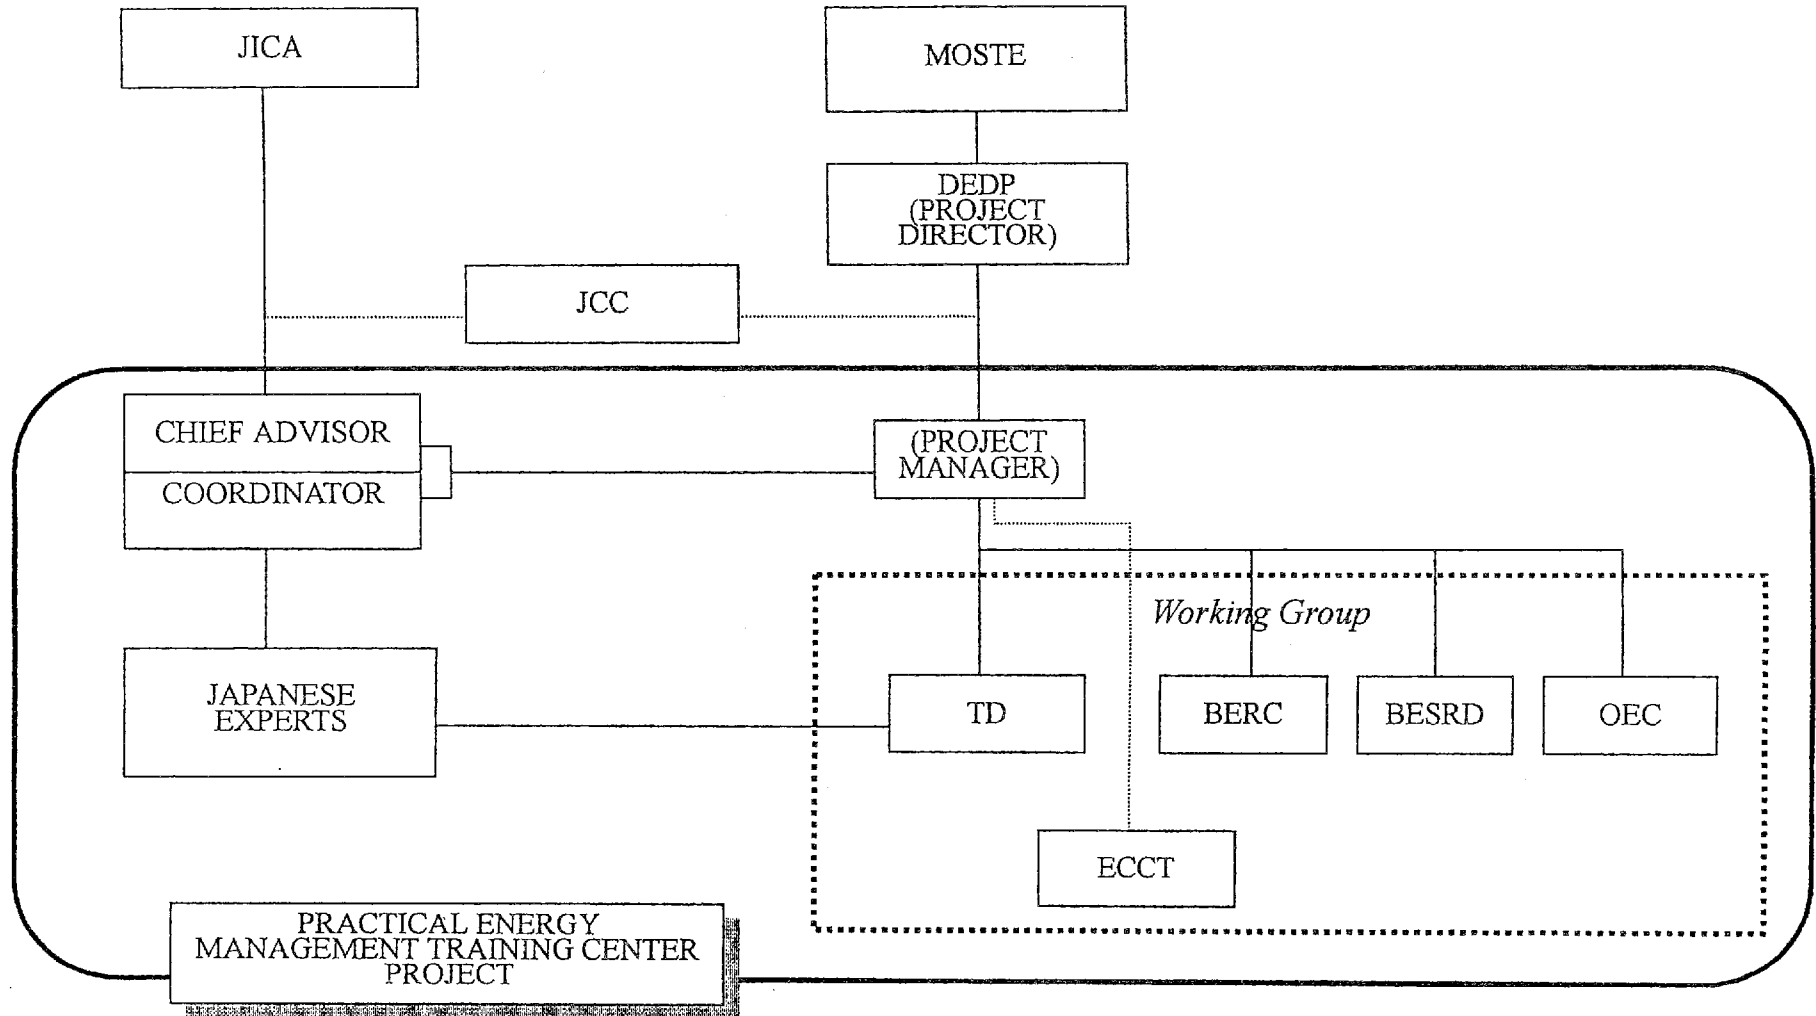 JICA
MOSTE
DEDP
(PROJECT
DIRECTOR)
JCC
CHIEF ADVISOR
COORDINATOR
(PROJECT
MANAGER)
Working Group
JAPANESE
EXPERTS
TD
BERC
BESRD
OEC
ECCT
PRACTICAL ENERGY
MANAGEMENT TRAINING CENTER
PROJECT